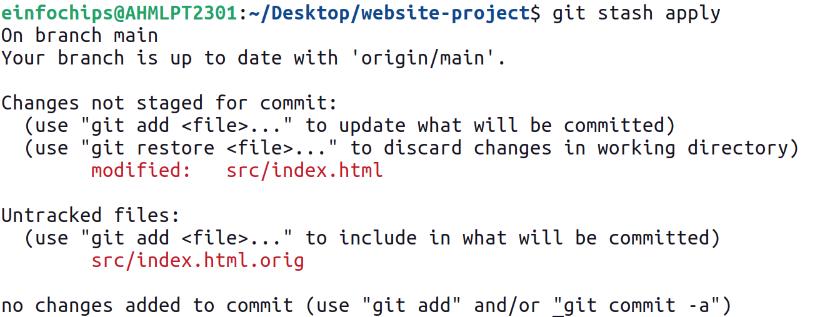 einfochips@AHMLPT2301:~/Desktop/website-project$ git stash apply
On branch main
Your branch is up to date with 'origin/main'.
Changes not staged for commit:
(use "git add <file>..." to update what will be committed)
(use "git restore <file>..." to discard changes in working directory)
modified:   src/index.html
Untracked files:
(use "git add <file>..." to include in what will be committed)
src/index.html.orig
no changes added to commit (use "git add" and/or "git commit -a")